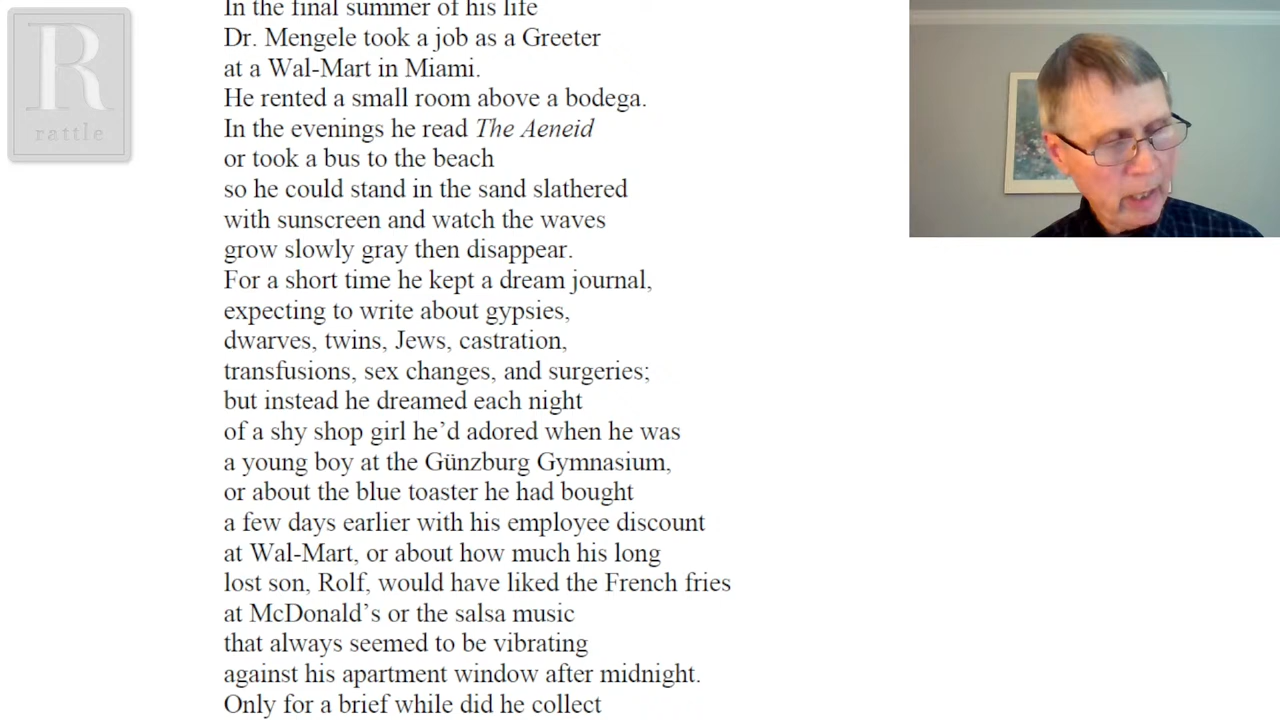 In the final summer of his life
Dr. Mengele took a job as a Greeter
at a Wal-Mart in Miami.
He rented a small room above a bodega.
In the evenings he read The Aeneid
or took a bus to the beach
so he could stand in the sand slathered
with sunscreen and watch the waves
grow slowly gray then disappear.
For a short time he kept a dream journal,
expecting to write about gypsies,
dwarves, twins, Jews, castration,
transfusions, sex changes, and surgeries;
but instead he dreamed each night
of a shy shop girl he’d adored when he was
a young boy at the Günzburg Gymnasium,
or about the blue toaster he had bought
a few days earlier with his employee discount
at Wal-Mart, or about how much his long
lost son, Rolf, would have liked the French fries
at McDonald’s or the salsa music
that always seemed to be vibrating
against his apartment window after midnight.
Only for a brief while did he collect
R
rattle